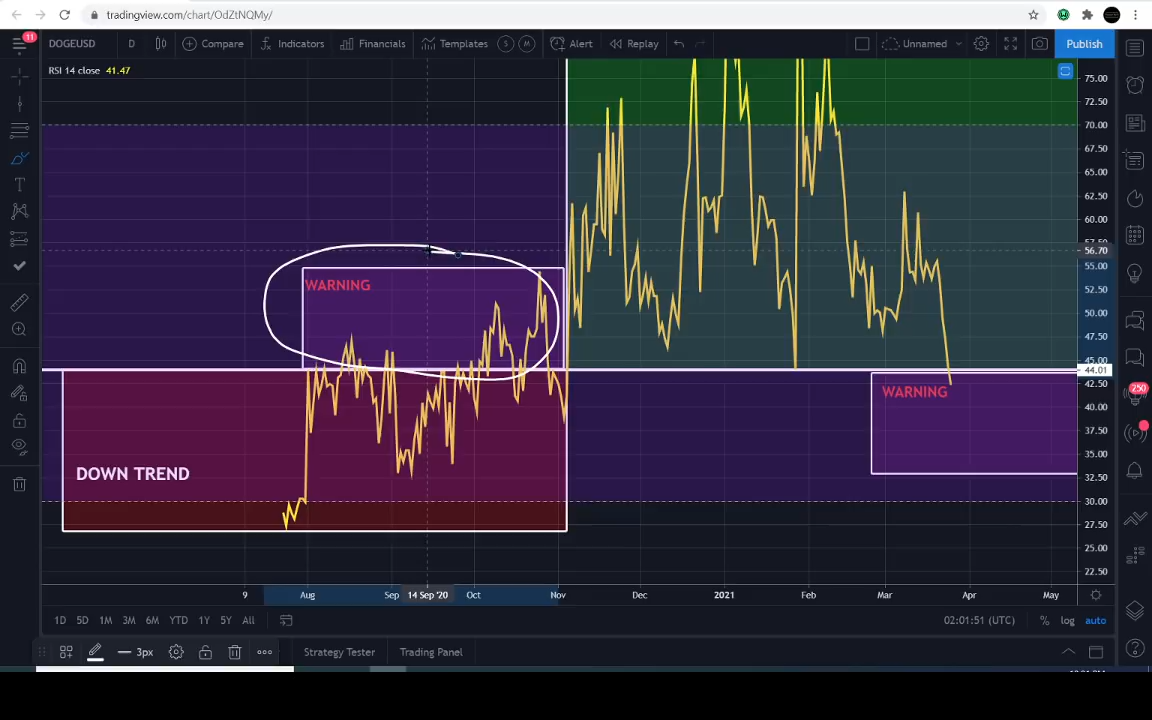 tradingview.com/chart/OdZtNQMy/
11
DOGEUSD
D
Compare
Indicators
Financials
Templates
S
M
Alert
Replay
Unnamed
Publish
RSI 14 close 41.47
75.00
72.50
70.00
67.50
65.00
62.50
60.00
57.50
56.70
55.00
52.50
50.00
47.50
45.00
44.01
42.50
40.00
37.50
35.00
32.50
30.00
27.50
25.00
22.50
WARNING
WARNING
DOWN TREND
250
9 Aug Sep 14 Sep '20 Oct Nov Dec 2021 Feb Mar Apr May
1D 5D 1M 3M 6M YTD 1Y 5Y All
02:01:51 (UTC)
% log auto
3px
Strategy Tester
Trading Panel